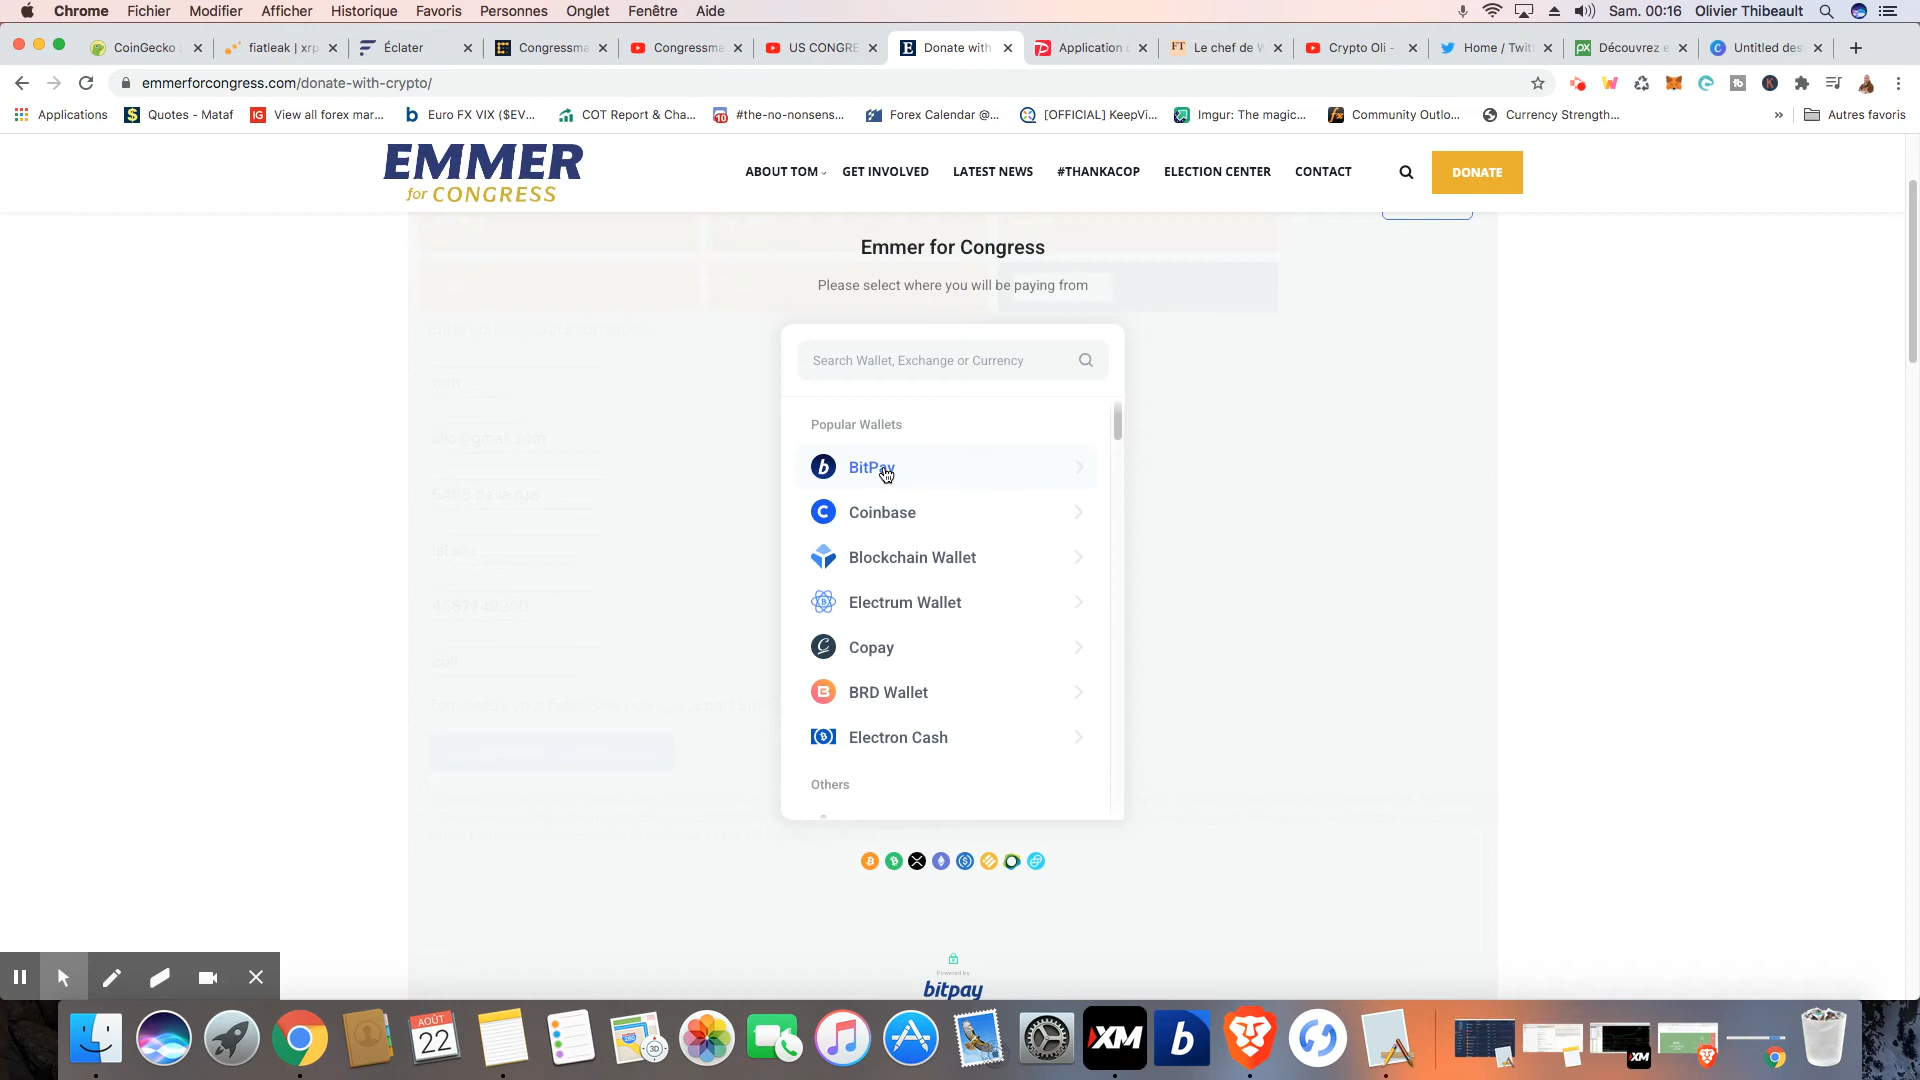 Chrome Fichier Modifier Afficher Historique Favoris Personnes Onglet Fenêtre Aide Sam. 00:16 Olivier Thibeault
CoinGecko fiatleak | xrp Éclater Congressma Congressma US CONGRE Donate with Application Le chef de Crypto Oli - Home / Twit Découvrez e Untitled des
emmerforcongress.com/donate-with-crypto/
Applications Quotes - Mataf View all forex mar... Euro FX VIX ($EV... COT Report & Cha... #the-no-nonsens... Forex Calendar @... [OFFICIAL] KeepVi... Imgur: The magic... Community Outlo... Currency Strength... » Autres favoris
EMMER
for CONGRESS
ABOUT TOM GET INVOLVED LATEST NEWS #THANKACOP ELECTION CENTER CONTACT DONATE
Emmer for Congress
Please select where you will be paying from
Search Wallet, Exchange or Currency
Popular Wallets
BitPay
Coinbase
Blockchain Wallet
Electrum Wallet
Copay
BRD Wallet
Electron Cash
Others
Powered by
bitpay
AOÛT
22
XM